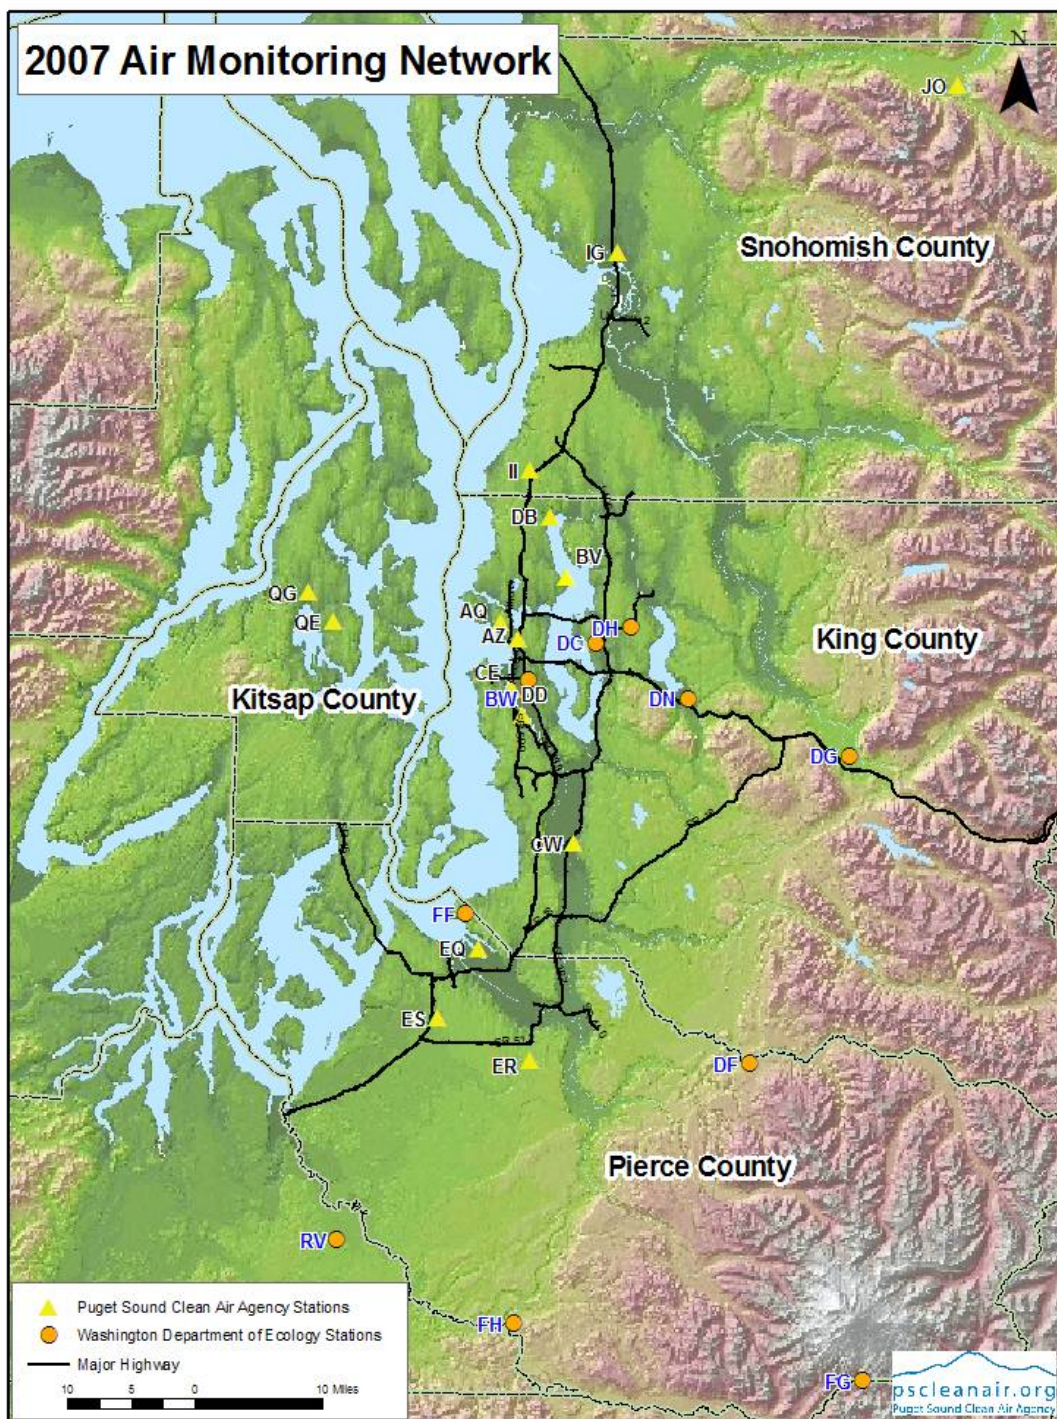 2007 Air Monitoring Network
N
JO
IG
Snohomish County
II
DB
BV
QG
QE
AQ
AZ
DH
DC
King County
CE
Kitsap County
BW
DD
DN
DG
CW
FF
EQ
ES
ER
DF
Pierce County
RV
FH
FG
Puget Sound Clean Air Agency Stations
Washington Department of Ecology Stations
Major Highway
10 5 0 10 Miles
pscleanair.org
Puget Sound Clean Air Agency